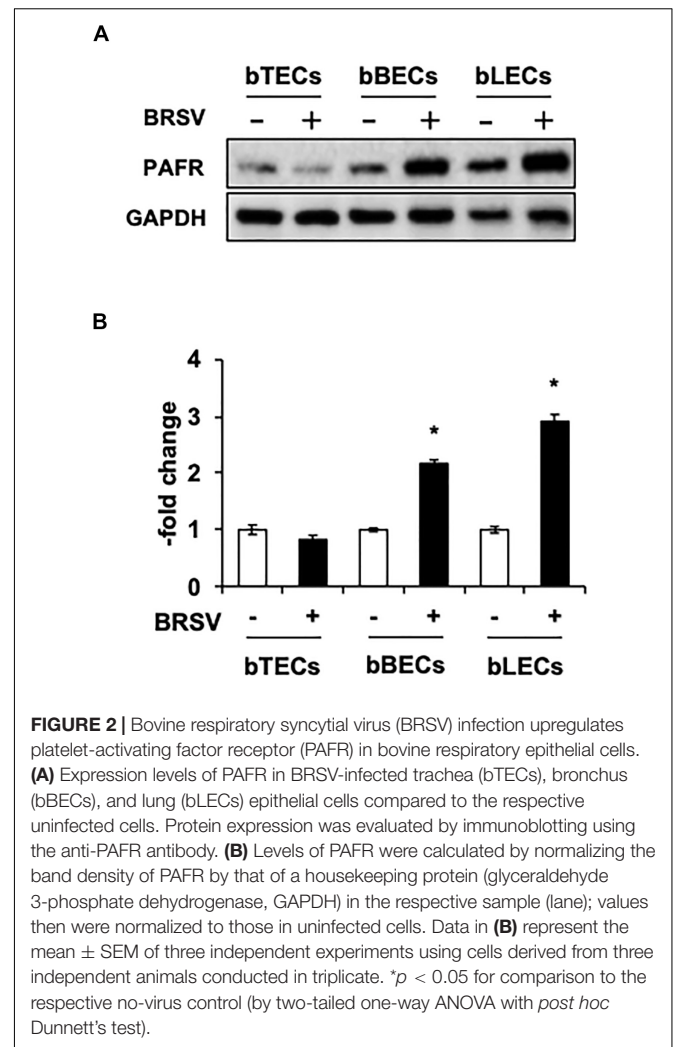 A
bTECs bBECs bLECs
BRSV - + - + - +
PAFR
GAPDH
B
4
3
2
1
0
-fold change
*
*
BRSV - + - + - +
bTECs bBECs bLECs
FIGURE 2 | Bovine respiratory syncytial virus (BRSV) infection upregulates
platelet-activating factor receptor (PAFR) in bovine respiratory epithelial cells.
(A) Expression levels of PAFR in BRSV-infected trachea (bTECs), bronchus
(bBECs), and lung (bLECs) epithelial cells compared to the respective
uninfected cells. Protein expression was evaluated by immunoblotting using
the anti-PAFR antibody. (B) Levels of PAFR were calculated by normalizing the
band density of PAFR by that of a housekeeping protein (glyceraldehyde
3-phosphate dehydrogenase, GAPDH) in the respective sample (lane); values
then were normalized to those in uninfected cells. Data in (B) represent the
mean ± SEM of three independent experiments using cells derived from three
independent animals conducted in triplicate. *p < 0.05 for comparison to the
respective no-virus control (by two-tailed one-way ANOVA with post hoc
Dunnett's test).